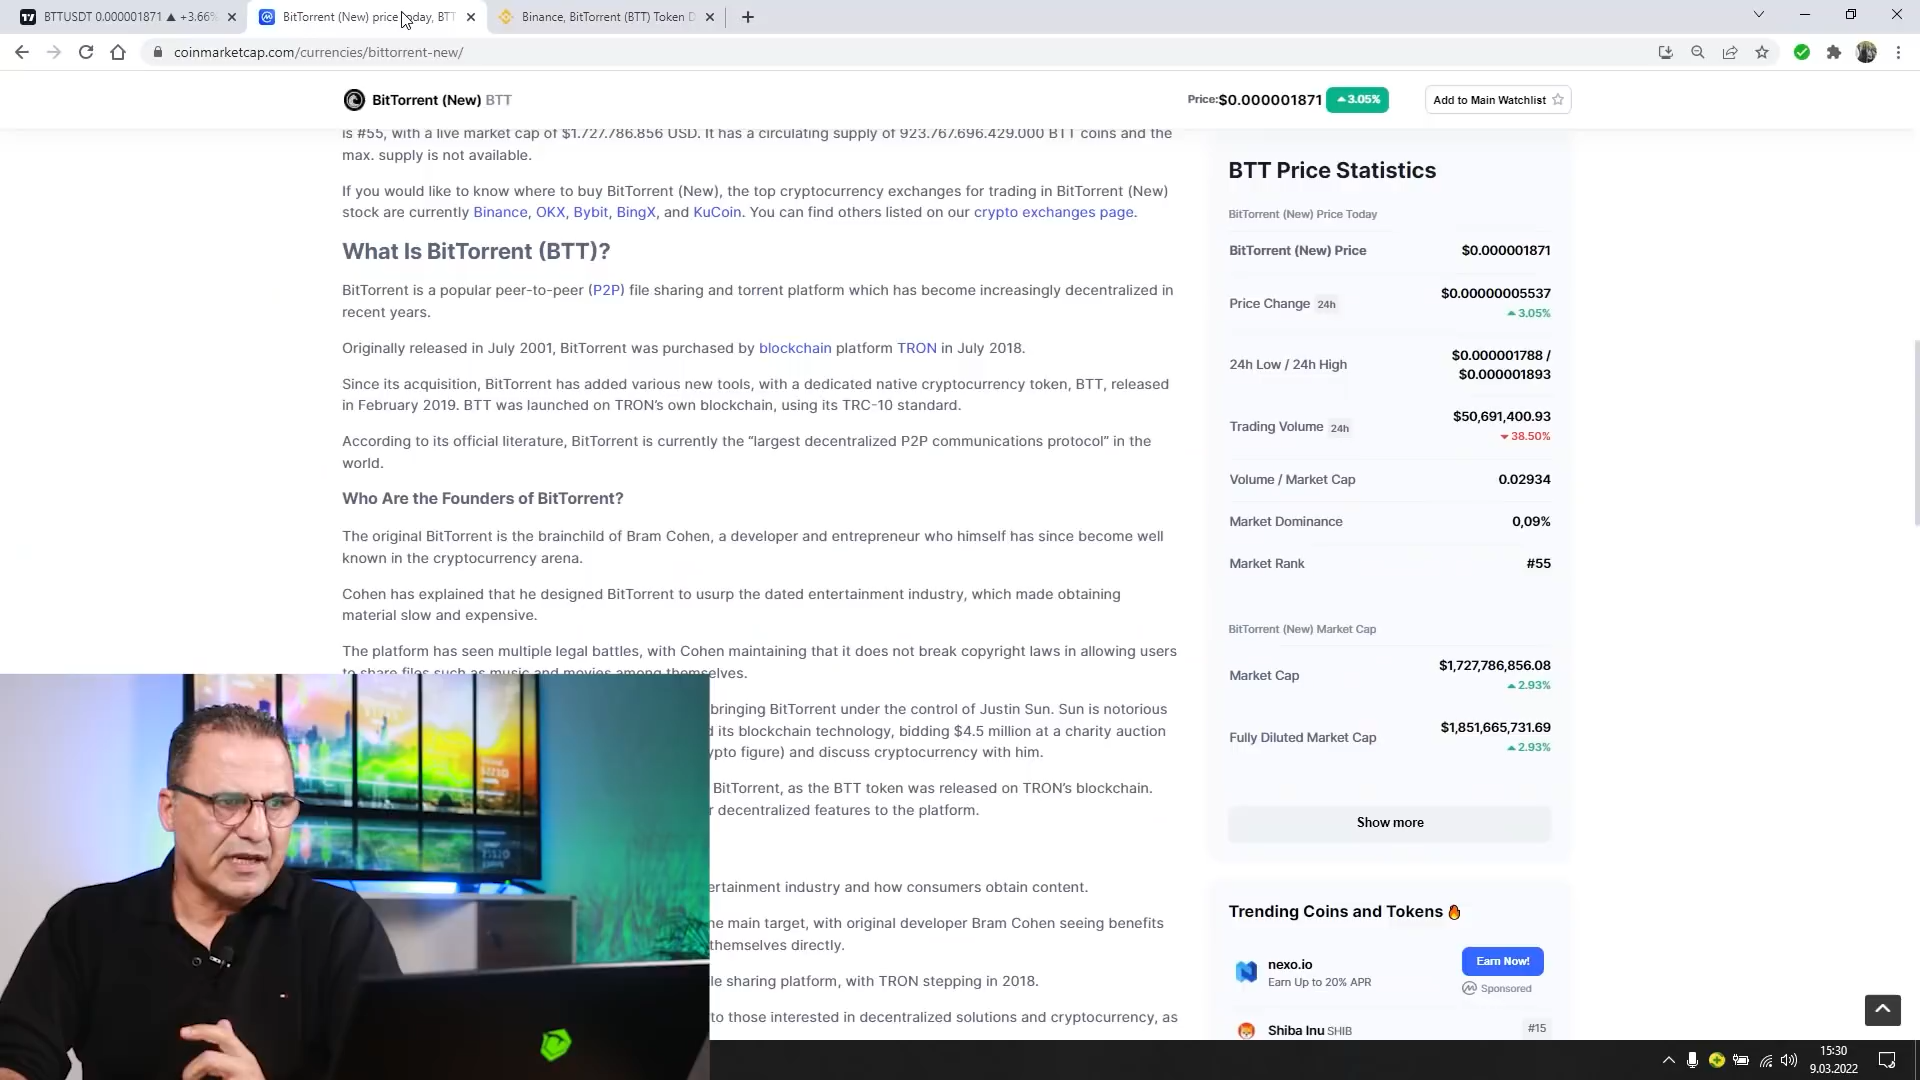 BTTUSDT 0.000001871 ▲ +3.66%
BitTorrent (New) price today, BTT
Binance, BitTorrent (BTT) Token D
coinmarketcap.com/currencies/bittorrent-new/
BitTorrent (New) BTT
Price:$0.000001871
3.05%
Add to Main Watchlist
is #55, with a live market cap of $1.727.786.856 USD. It has a circulating supply of 923.767.696.429.000 BTT coins and the
max. supply is not available.
If you would like to know where to buy BitTorrent (New), the top cryptocurrency exchanges for trading in BitTorrent (New)
stock are currently Binance, OKX, Bybit, BingX, and KuCoin. You can find others listed on our crypto exchanges page.
What Is BitTorrent (BTT)?
BitTorrent is a popular peer-to-peer (P2P) file sharing and torrent platform which has become increasingly decentralized in
recent years.
Originally released in July 2001, BitTorrent was purchased by blockchain platform TRON in July 2018.
Since its acquisition, BitTorrent has added various new tools, with a dedicated native cryptocurrency token, BTT, released
in February 2019. BTT was launched on TRON’s own blockchain, using its TRC-10 standard.
According to its official literature, BitTorrent is currently the “largest decentralized P2P communications protocol” in the
world.
Who Are the Founders of BitTorrent?
The original BitTorrent is the brainchild of Bram Cohen, a developer and entrepreneur who himself has since become well
known in the cryptocurrency arena.
Cohen has explained that he designed BitTorrent to usurp the dated entertainment industry, which made obtaining
material slow and expensive.
The platform has seen multiple legal battles, with Cohen maintaining that it does not break copyright laws in allowing users
to share files such as music and movies among themselves.
bringing BitTorrent under the control of Justin Sun. Sun is notorious
its blockchain technology, bidding $4.5 million at a charity auction
figure) and discuss cryptocurrency with him.
BitTorrent, as the BTT token was released on TRON’s blockchain.
decentralized features to the platform.
industry and how consumers obtain content.
main target, with original developer Bram Cohen seeing benefits
themselves directly.
sharing platform, with TRON stepping in 2018.
to those interested in decentralized solutions and cryptocurrency, as
BTT Price Statistics
BitTorrent (New) Price Today
BitTorrent (New) Price
$0.000001871
Price Change 24h
$0.00000005537
3.05%
24h Low / 24h High
$0.000001788 /
$0.000001893
Trading Volume 24h
$50,691,400.93
38.50%
Volume / Market Cap
0.02934
Market Dominance
0,09%
Market Rank
#55
BitTorrent (New) Market Cap
Market Cap
$1,727,786,856.08
2.93%
Fully Diluted Market Cap
$1,851,665,731.69
2.93%
Show more
Trending Coins and Tokens 🔥
nexo.io
Earn Up to 20% APR
Earn Now!
Sponsored
Shiba Inu SHIB
#15
15:30
9.03.2022